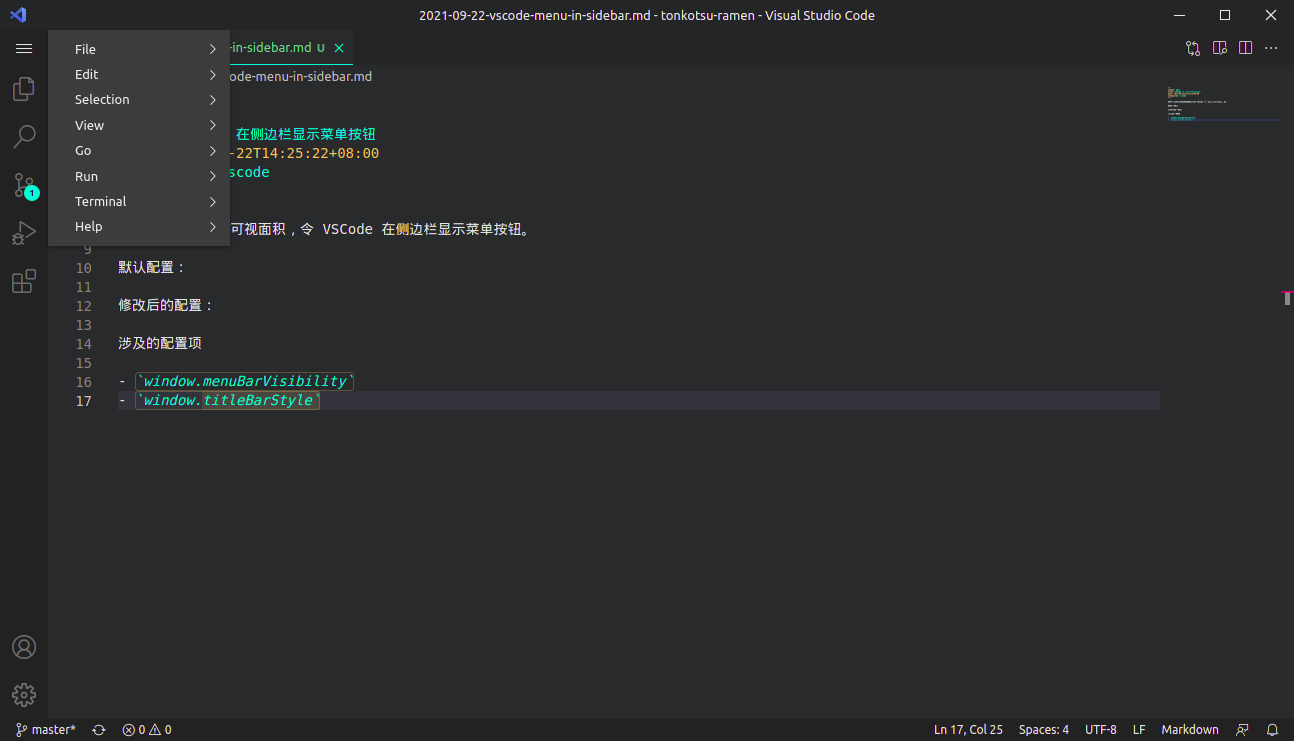 2021-09-22-vscode-menu-in-sidebar.md - tonkotsu-ramen - Visual Studio Code
File
Edit
Selection
View
Go
Run
Terminal
Help
-in-sidebar.md U
ode-menu-in-sidebar.md
在侧边栏显示菜单按钮
-22T14:25:22+08:00
scode
可视面积，令 VSCode 在侧边栏显示菜单按钮。
9
10 默认配置：
11
12 修改后的配置：
13
14 涉及的配置项
15
16 - `window.menuBarVisibility`
17 - `window.titleBarStyle`
1
master* 0 0 Ln 17, Col 25 Spaces: 4 UTF-8 LF Markdown